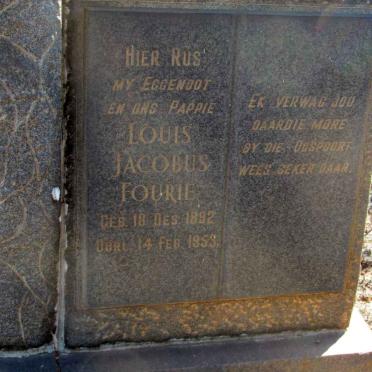 HIER RUS
MY EGGENOOT
EN ONS PAPPIE
LOUIS
JACOBUS
FOURIE,
GEB. 18 DES. 1892
OORL. 14 FEB. 1953.
EK VERWAG JOU
DAARDIE MÔRE
BY DIE OOSPOORT
WEES SEKER DAAR.